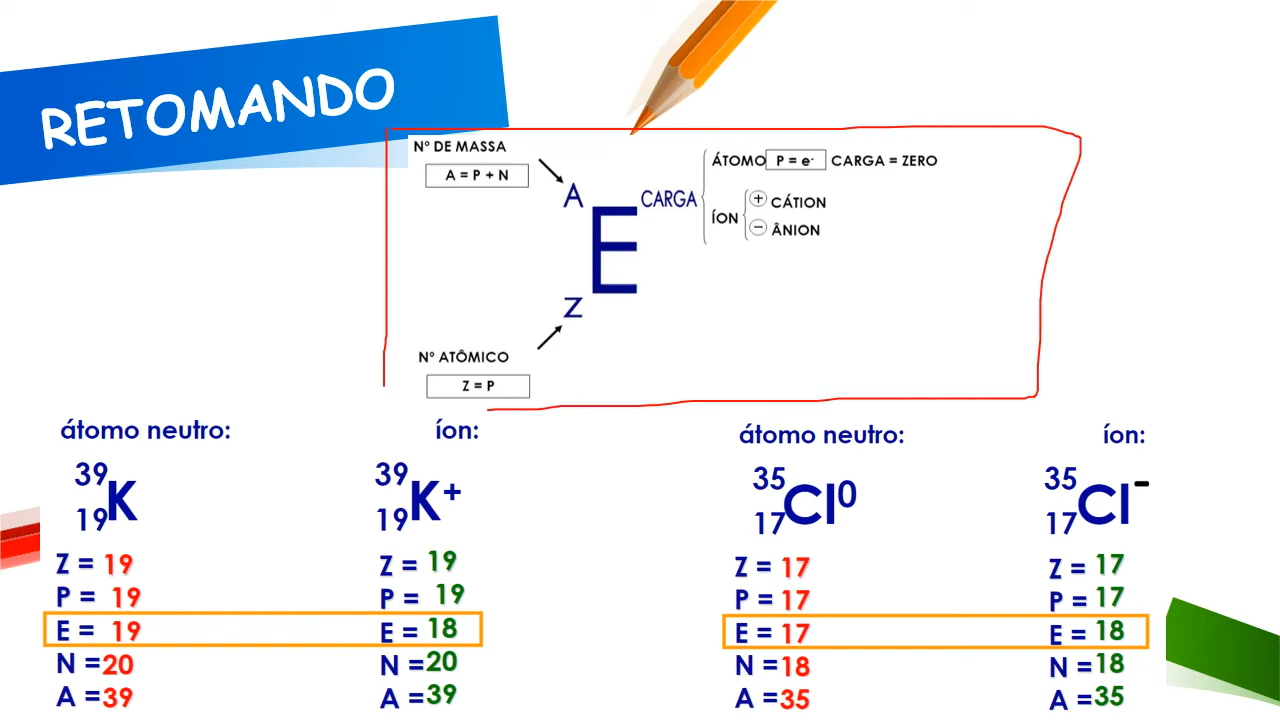 RETOMANDO
Nº DE MASSA
A = P + N
A
E
CARGA
Z
Nº ATÔMICO
Z = P
ÁTOMO P = e- CARGA = ZERO
ÍON
+ CÁTION
− ÂNION
átomo neutro:
39
19K
Z = 19
P = 19
E = 19
N =20
A =39
íon:
39
19K+
Z = 19
P = 19
E = 18
N =20
A =39
átomo neutro:
35
17Cl0
Z = 17
P = 17
E = 17
N =18
A =35
íon:
35
17Cl-
Z = 17
P = 17
E = 18
N =18
A =35